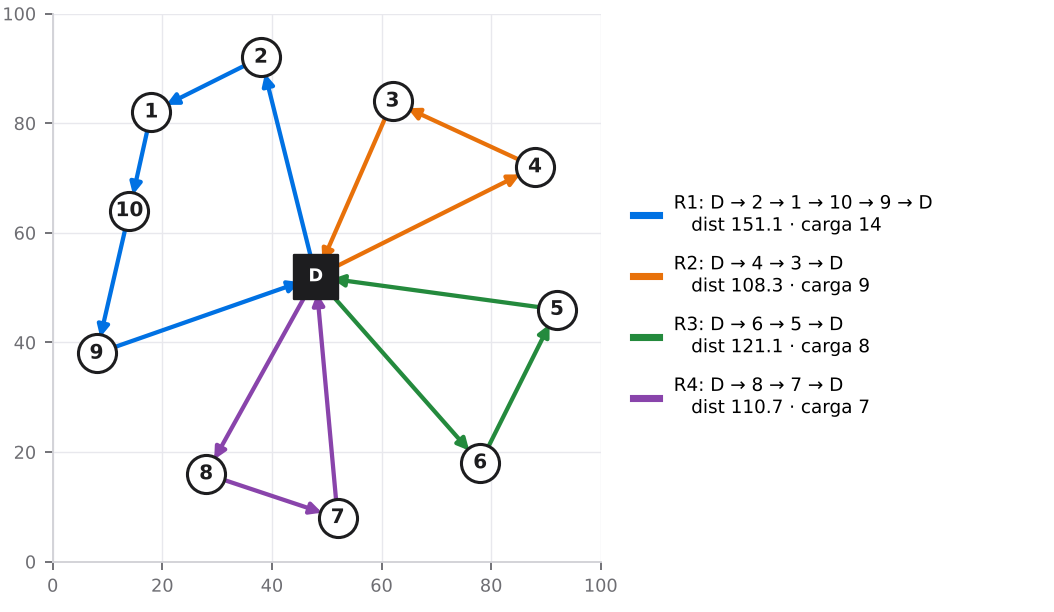 100
80
60
40
20
0
0 20 40 60 80 100
2
1
3
4
10
D
5
9
6
8
7
R1: D → 2 → 1 → 10 → 9 → D
dist 151.1 · carga 14
R2: D → 4 → 3 → D
dist 108.3 · carga 9
R3: D → 6 → 5 → D
dist 121.1 · carga 8
R4: D → 8 → 7 → D
dist 110.7 · carga 7